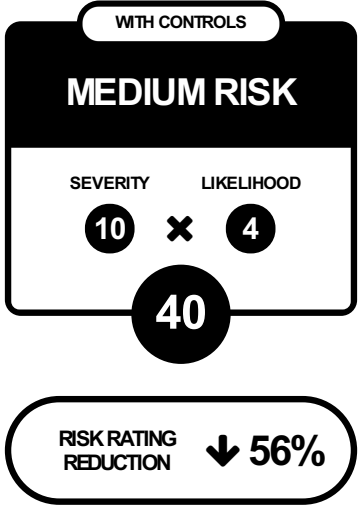 WITH CONTROLS
MEDIUM RISK
SEVERITY LIKELIHOOD
10 × 4
40
RISK RATING
REDUCTION
↓ 56%